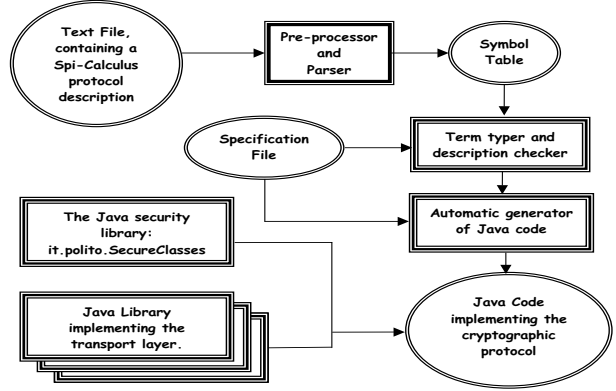 Text File,
containing a
Spi-Calculus
protocol
description
Pre-processor
and
Parser
Symbol
Table
Specification
File
Term typer and
description checker
The Java security
library:
it.polito.SecureClasses
Automatic generator
of Java code
Java Library
implementing the
transport layer.
Java Code
implementing the
cryptographic
protocol